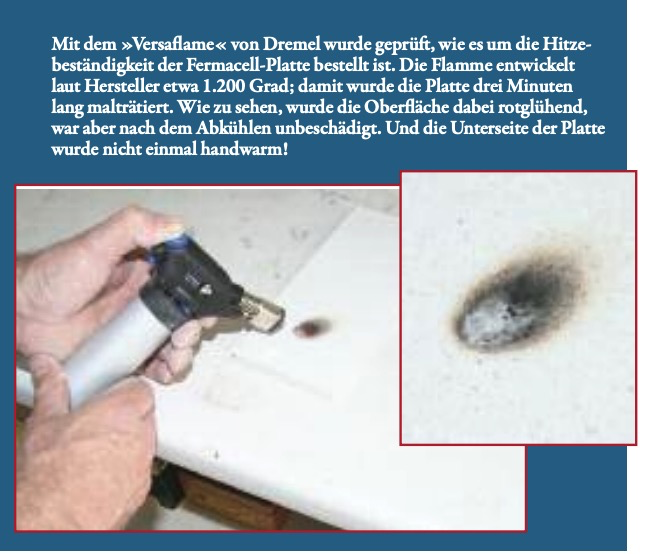 Mit dem »Versaflame« von Dremel wurde geprüft, wie es um die Hitze-
beständigkeit der Fermacell-Platte bestellt ist. Die Flamme entwickelt
laut Hersteller etwa 1.200 Grad; damit wurde die Platte drei Minuten
lang malträtiert. Wie zu sehen, wurde die Oberfläche dabei rotglühend,
war aber nach dem Abkühlen unbeschädigt. Und die Unterseite der Platte
wurde nicht einmal handwarm!